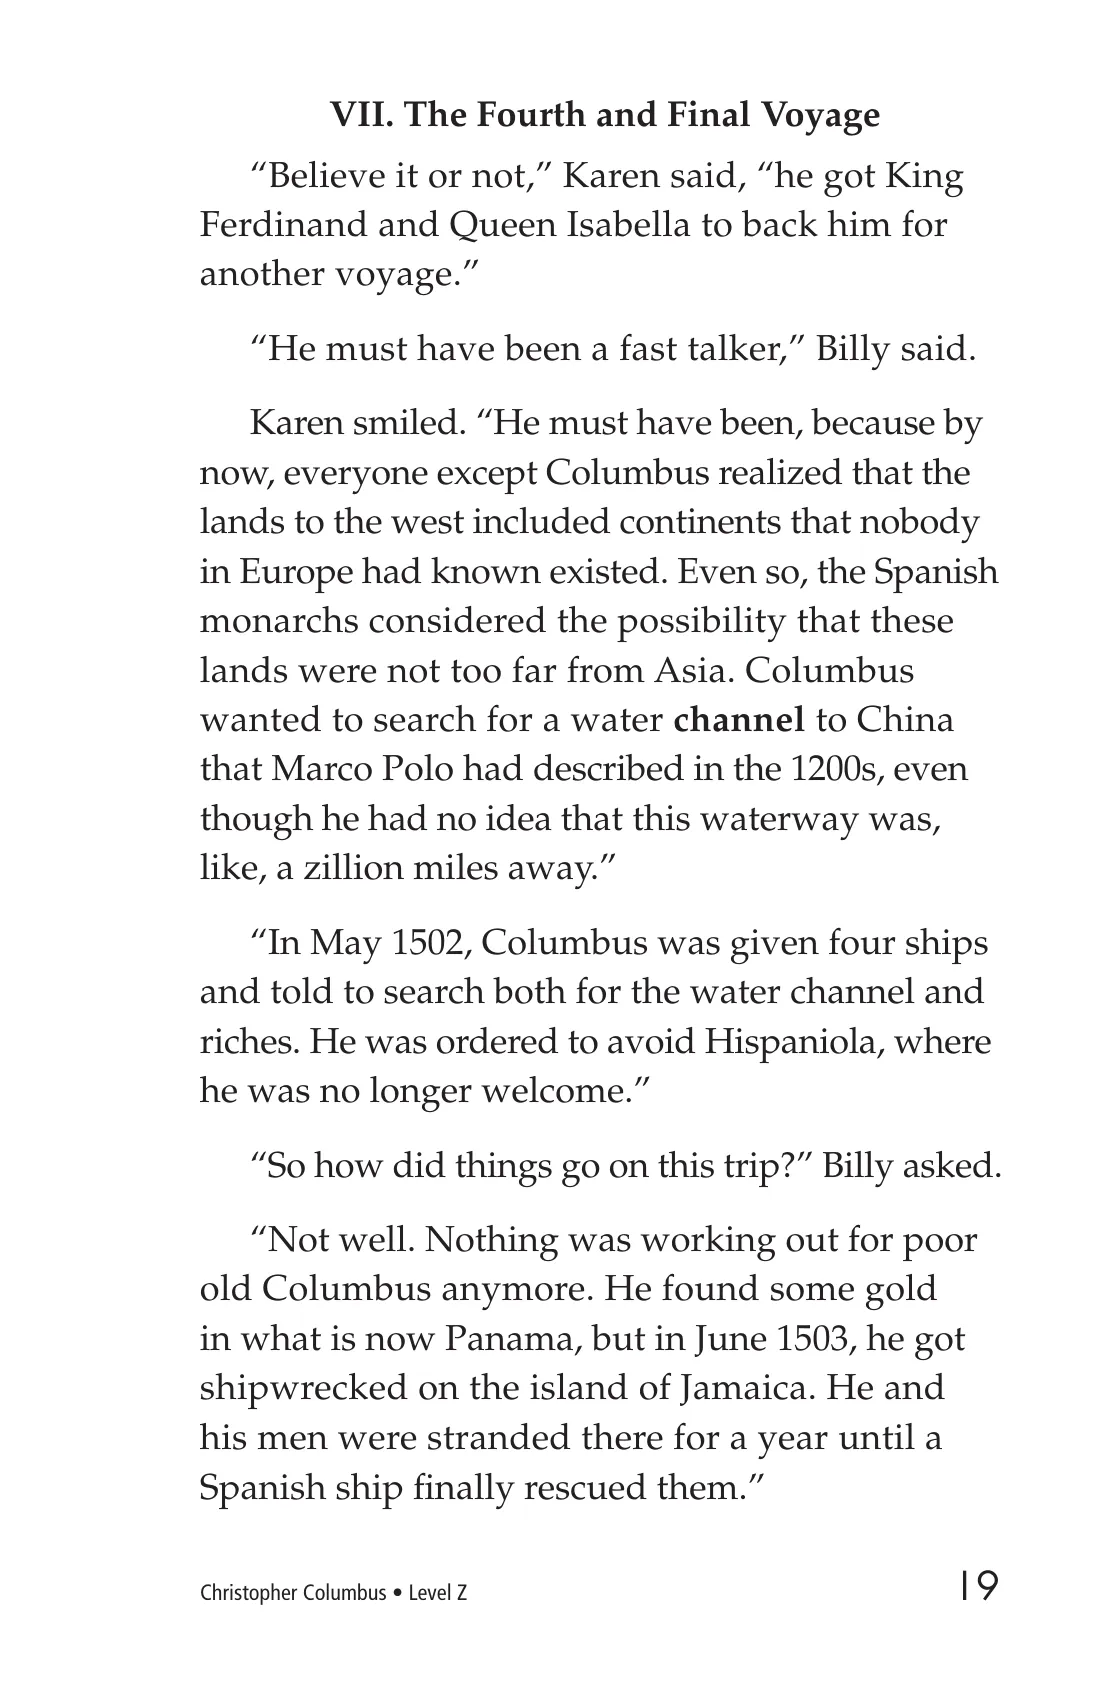 VII. The Fourth and Final Voyage
“Believe it or not,” Karen said, “he got King
Ferdinand and Queen Isabella to back him for
another voyage.”
“He must have been a fast talker,” Billy said.
Karen smiled. “He must have been, because by
now, everyone except Columbus realized that the
lands to the west included continents that nobody
in Europe had known existed. Even so, the Spanish
monarchs considered the possibility that these
lands were not too far from Asia. Columbus
wanted to search for a water channel to China
that Marco Polo had described in the 1200s, even
though he had no idea that this waterway was,
like, a zillion miles away.”
“In May 1502, Columbus was given four ships
and told to search both for the water channel and
riches. He was ordered to avoid Hispaniola, where
he was no longer welcome.”
“So how did things go on this trip?” Billy asked.
“Not well. Nothing was working out for poor
old Columbus anymore. He found some gold
in what is now Panama, but in June 1503, he got
shipwrecked on the island of Jamaica. He and
his men were stranded there for a year until a
Spanish ship finally rescued them.”
Christopher Columbus • Level Z
19